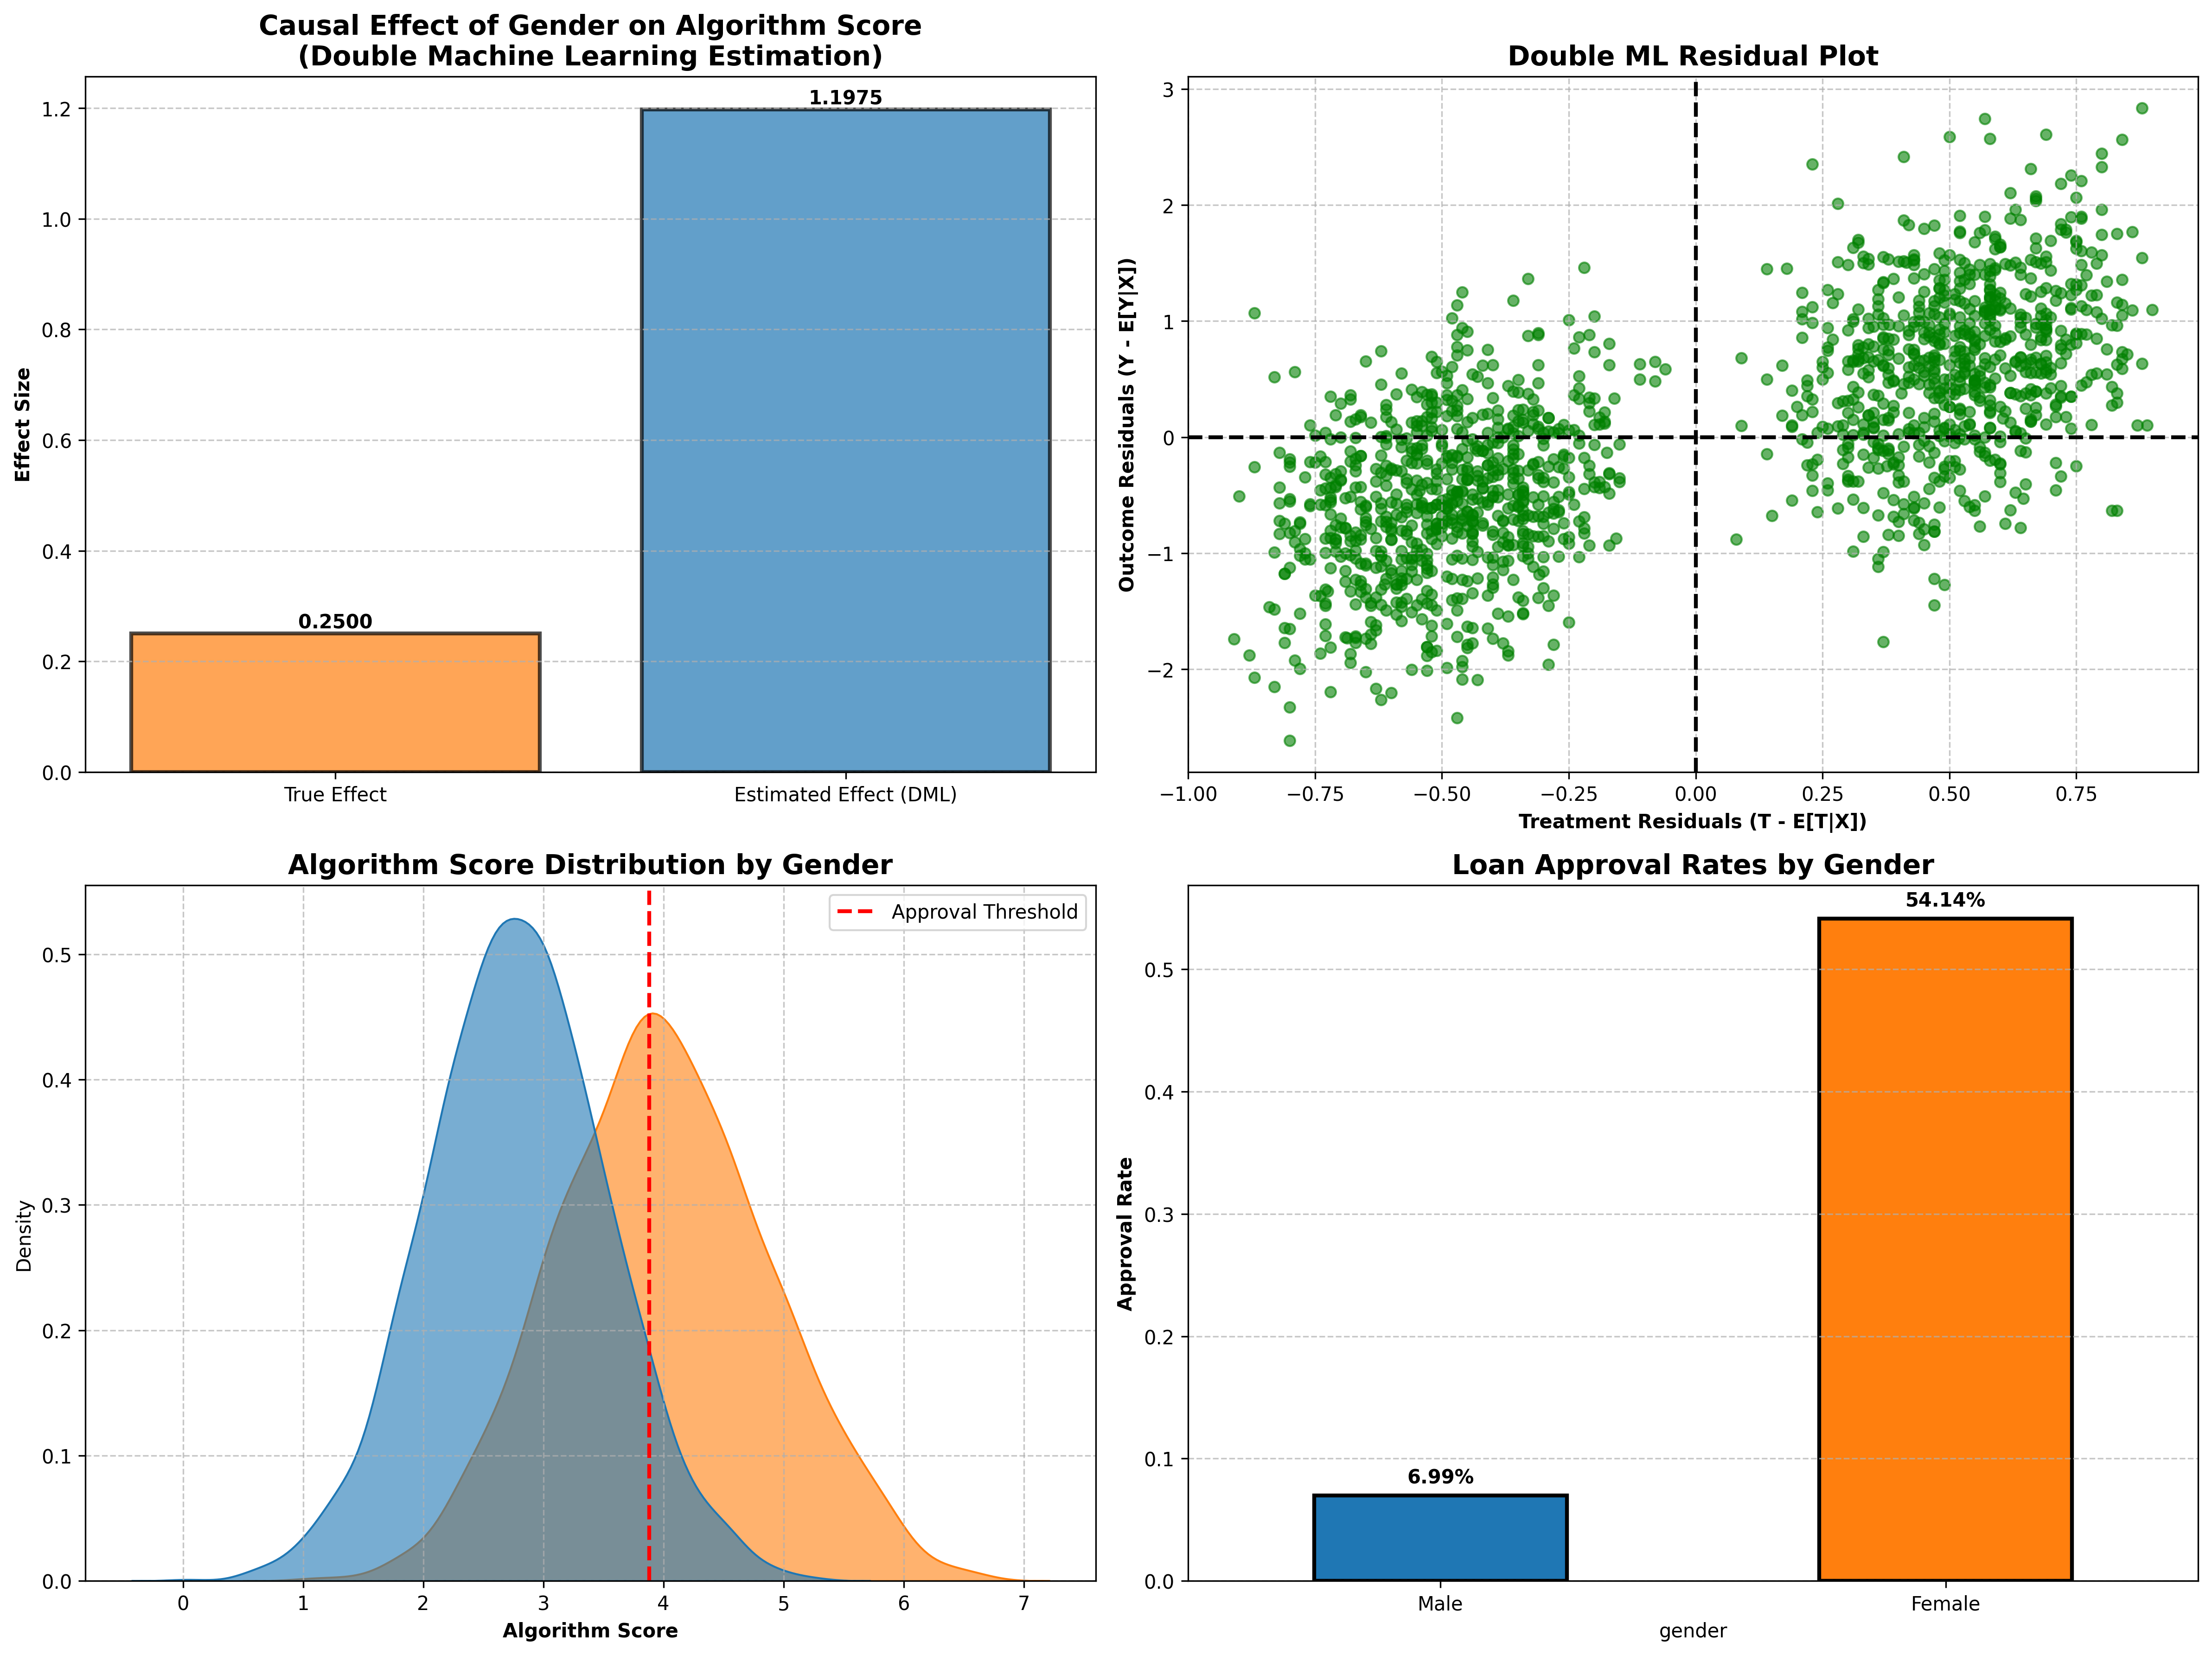 Causal Effect of Gender on Algorithm Score
(Double Machine Learning Estimation)
1.2
1.0
0.8
0.6
0.4
0.2
0.0
Effect Size
0.2500
1.1975
True Effect
Estimated Effect (DML)
Double ML Residual Plot
3
2
1
0
−1
−2
Outcome Residuals (Y - E[Y|X])
−1.00
−0.75
−0.50
−0.25
0.00
0.25
0.50
0.75
Treatment Residuals (T - E[T|X])
Algorithm Score Distribution by Gender
Approval Threshold
0.5
0.4
0.3
0.2
0.1
0.0
Density
0
1
2
3
4
5
6
7
Algorithm Score
Loan Approval Rates by Gender
0.5
0.4
0.3
0.2
0.1
0.0
Approval Rate
6.99%
54.14%
Male
Female
gender